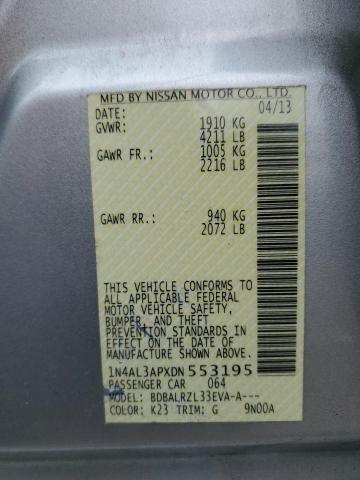 MFD BY NISSAN MOTOR CO., LTD.
DATE: 04/13
GVWR: 1910 KG
4211 LB
GAWR FR.: 1005 KG
2216 LB
GAWR RR.: 940 KG
2072 LB
THIS VEHICLE CONFORMS TO
ALL APPLICABLE FEDERAL
MOTOR VEHICLE SAFETY,
BUMPER, AND THEFT
PREVENTION STANDARDS
IN EFFECT ON THE DATE OF
MANUFACTURE SHOWN ABOVE.
1N4AL3APXDN553195
PASSENGER CAR 064
MODEL: BDBALRZL33EVA-A---
COLOR: K23 TRIM: G 9N00A